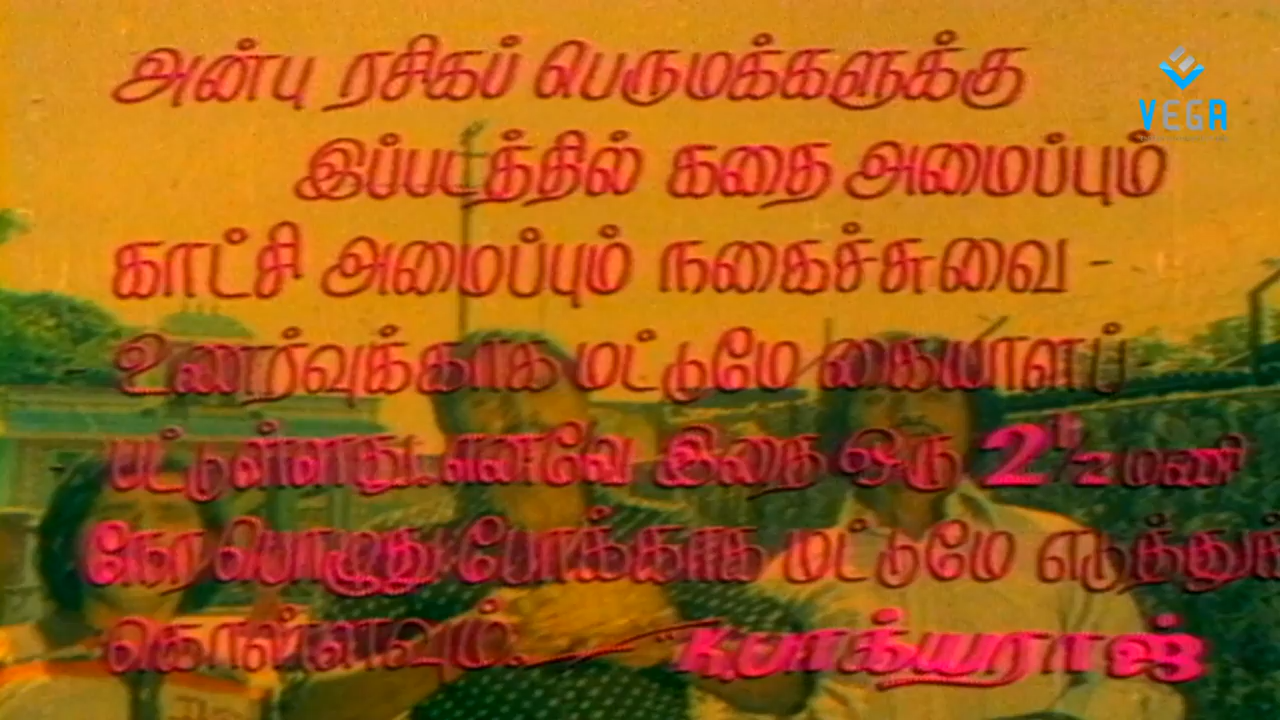 அன்பு ரசிகப் பெருமக்களுக்கு
இப்படத்தில் கதை அமைப்பும்
காட்சி அமைப்பும் நகைச்சுவை -
உணர்வுக்காக மட்டுமே கையாளப்
பட்டுள்ளது. எனவே இதை ஒரு 2½ மணி
நேர பொழுது போக்காக மட்டுமே எடுத்துக்
கொள்ளவும்.
K.பாக்யராஜ்
VEGA